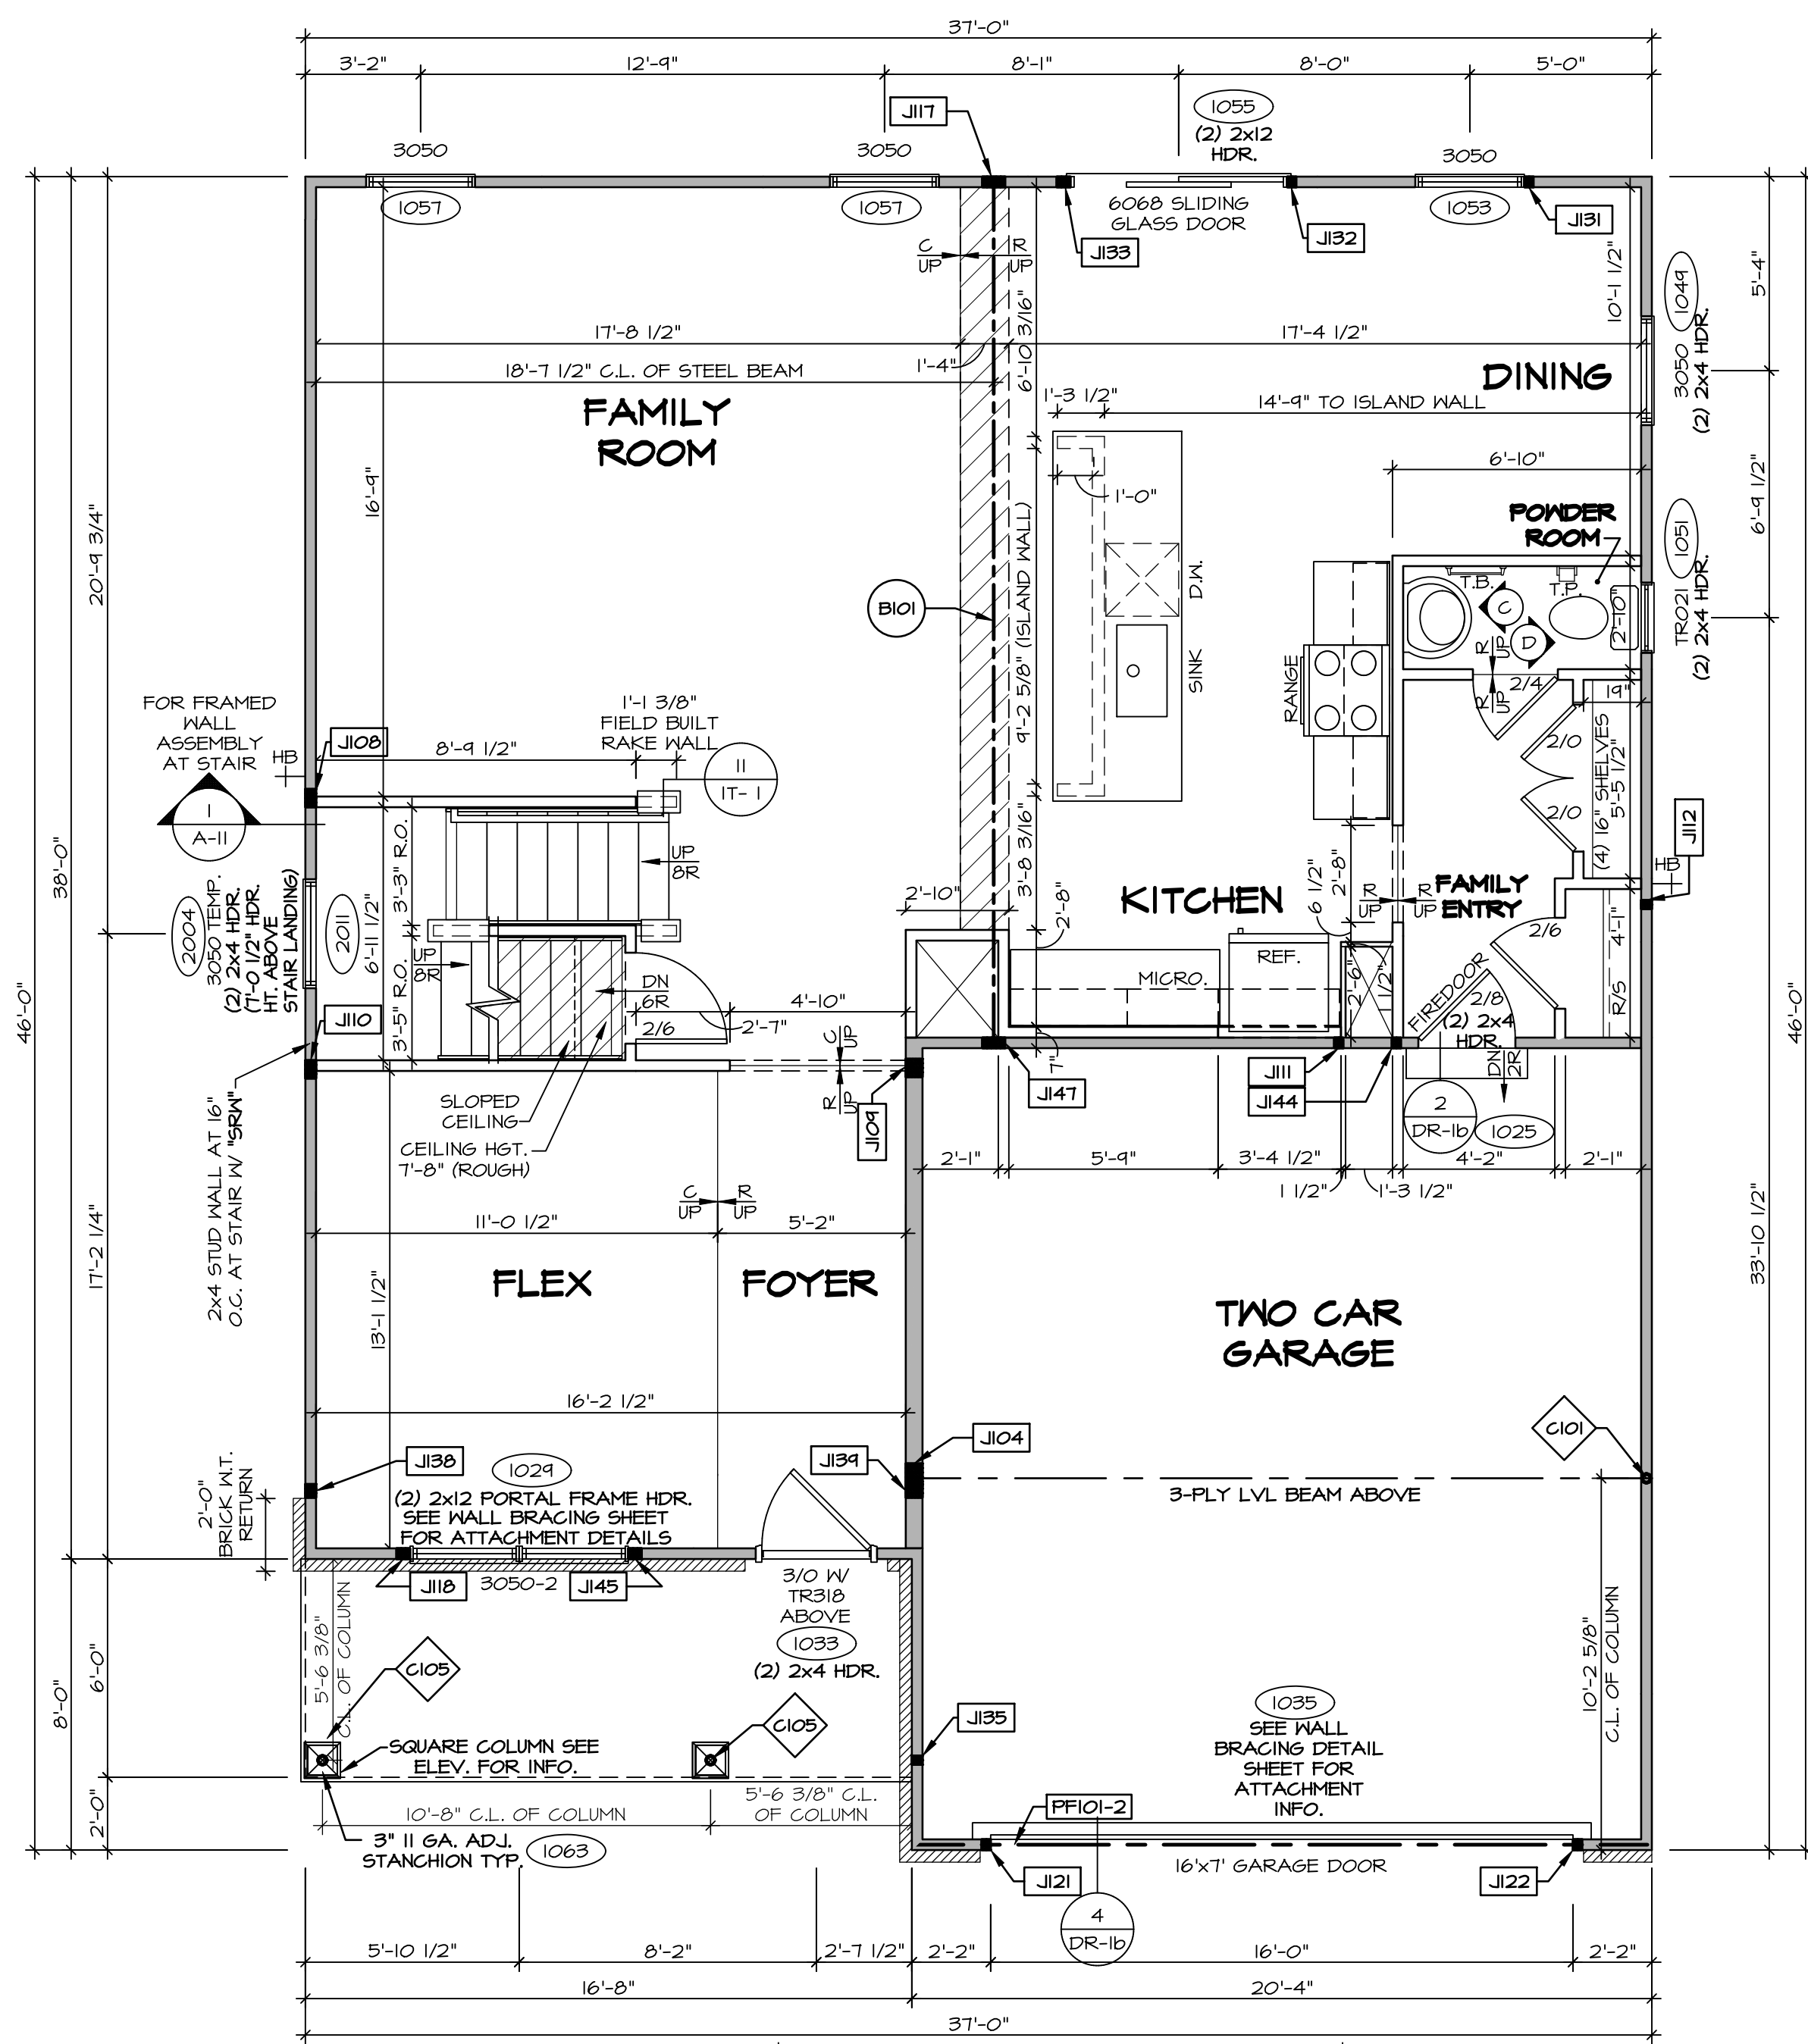 37'-0"
3'-2"
12'-9"
8'-1"
8'-0"
5'-0"
J117
1055
(2) 2x12
HDR.
3050
3050
3050
1057
1057
6068 SLIDING
GLASS DOOR
1053
J133
J132
J131
C
UP
R
UP
10'-1 1/2"
1049
3050
(2) 2x4 HDR.
5'-4"
6'-10 3/16"
17'-8 1/2"
1'-4"
17'-4 1/2"
18'-7 1/2" C.L. OF STEEL BEAM
DINING
FAMILY
ROOM
1'-3 1/2"
14'-9" TO ISLAND WALL
6'-10"
16'-9"
1'-0"
20'-9 3/4"
POWDER
ROOM
1051
TR021
(2) 2x4 HDR.
6'-9 1/2"
9'-2 5/8" (ISLAND WALL)
D.W.
SINK
RANGE
T.B.
T.P.
C
D
2'-10"
B101
R
UP
R
UP
2/4
19"
2/0
2/0
(4) 16" SHELVES
5'-5 1/2"
FOR FRAMED
WALL
ASSEMBLY
AT STAIR
HB
J108
8'-9 1/2"
1'-1 3/8"
FIELD BUILT
RAKE WALL
11
IT- 1
1
A-11
38'-0"
46'-0"
46'-0"
2004
3050 TEMP.
(2) 2x4 HDR.
(7'-0 1/2" HDR.
HT. ABOVE
STAIR LANDING)
2011
6'-11 1/2"
3'-3" R.O.
3'-5" R.O.
UP
8R
UP
8R
DN
6R
2/6
2'-7"
4'-10"
2'-10"
3'-8 3/16"
2'-8"
KITCHEN
6 1/2"
2'-8"
R
UP
R
UP
FAMILY
ENTRY
J112
HB
2/6
4'-1"
R/S
MICRO.
REF.
2'-6"
1/2"
FIREDOOR
2/8
(2) 2x4
HDR.
DN
2R
J110
C
UP
R
UP
J109
7"
J147
J111
J144
2
DR-1b
1025
SLOPED
CEILING
CEILING HGT.
7'-8" (ROUGH)
2x4 STUD WALL AT 16"
O.C. AT STAIR W/ "SRW"
2'-1"
5'-9"
3'-4 1/2"
1 1/2"
1'-3 1/2"
4'-2"
2'-1"
C
UP
R
UP
11'-0 1/2"
5'-2"
17'-2 1/4"
33'-10 1/2"
FLEX
FOYER
TWO CAR
GARAGE
13'-1 1/2"
16'-2 1/2"
J138
1029
J139
J104
C101
(2) 2x12 PORTAL FRAME HDR.
SEE WALL BRACING SHEET
FOR ATTACHMENT DETAILS
3-PLY LVL BEAM ABOVE
2'-0"
BRICK W.T.
RETURN
J118
3050-2
J145
3/0 W/
TR318
ABOVE
1033
(2) 2x4 HDR.
5'-6 3/8"
C.L. OF COLUMN
C105
C105
SQUARE COLUMN SEE
ELEV. FOR INFO.
8'-0"
6'-0"
2'-0"
J135
1035
SEE WALL
BRACING DETAIL
SHEET FOR
ATTACHMENT
INFO.
10'-2 5/8"
C.L. OF COLUMN
10'-8" C.L. OF COLUMN
5'-6 3/8" C.L.
OF COLUMN
3" 11 GA. ADJ.
STANCHION TYP.
1063
PF101-2
16'x7' GARAGE DOOR
J121
J122
4
DR-1b
5'-10 1/2"
8'-2"
2'-7 1/2"
2'-2"
16'-0"
2'-2"
16'-8"
20'-4"
37'-0"